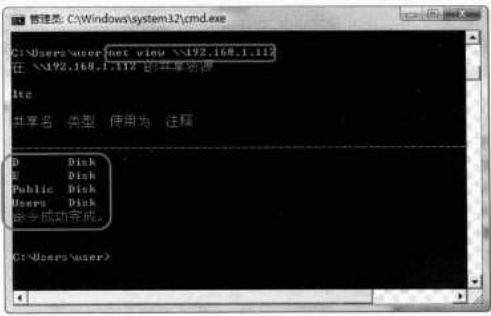 管理员: C:\Windows\system32\cmd.exe
C:\Users\user>net view \\192.168.1.112
在 \\192.168.1.112 的共享资源
ltz
共享名 类型 使用为 注释
D Disk
E Disk
Public Disk
Users Disk
命令成功完成。
C:\Users\user>